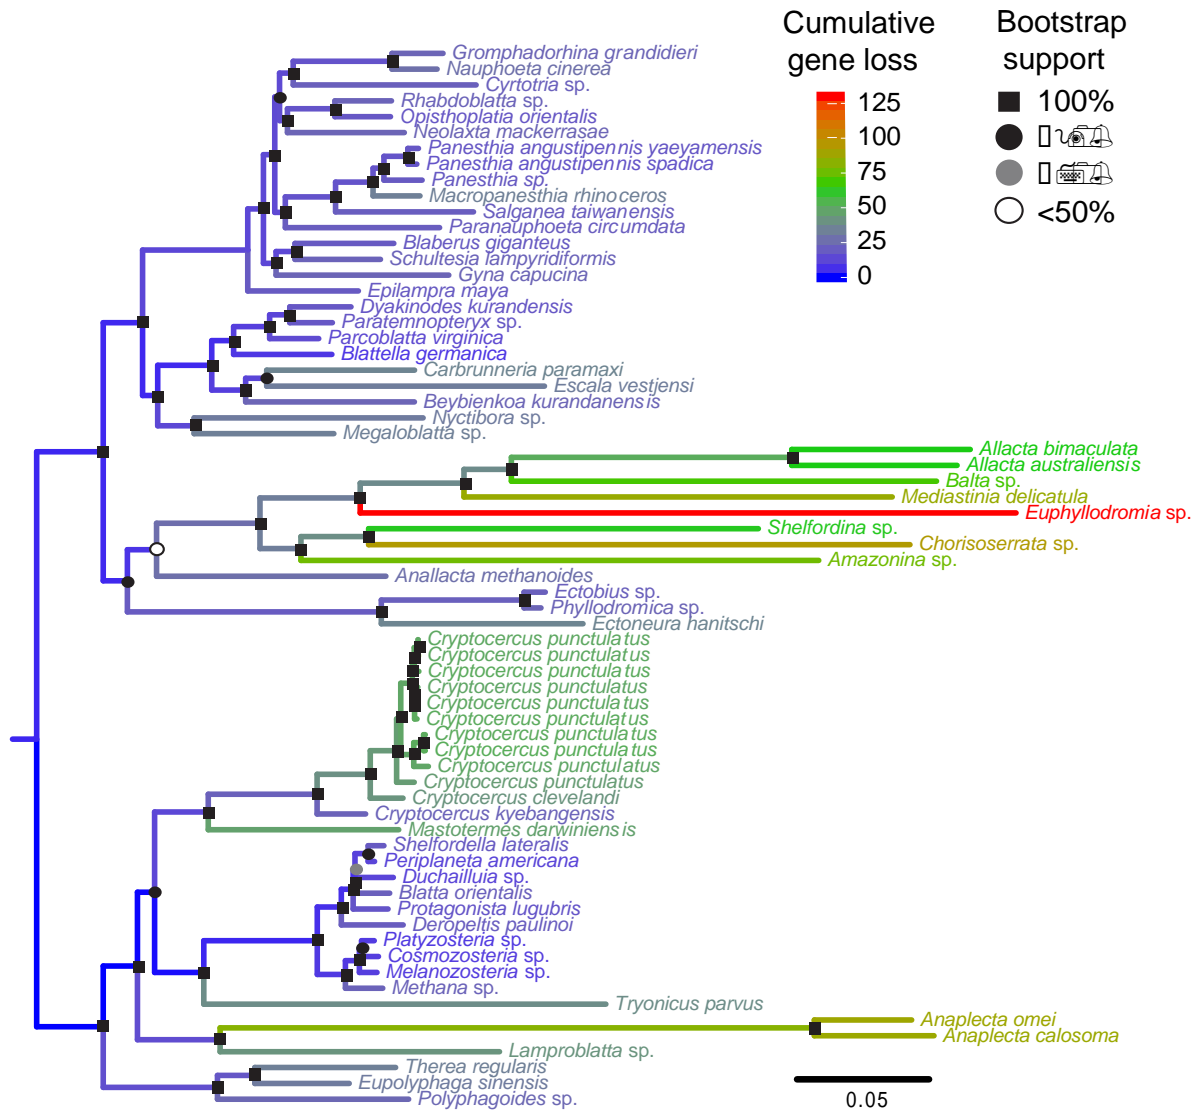 Cumulative
gene loss
125
100
75
50
25
0
Bootstrap
support
100%
<50%
Gromphadorhina grandidieri
Nauphoeta cinerea
Cyrtotria sp.
Rhabdoblatta sp.
Opisthoplatia orientalis
Neolaxta mackerrasae
Panesthia angustipennis yaeyamensis
Panesthia angustipennis spadica
Panesthia sp.
Macropanesthia rhinoceros
Salganea taiwanensis
Paranauphoeta circumdata
Blaberus giganteus
Schultesia lampyridiformis
Gyna capucina
Epilampra maya
Dyakinodes kurandensis
Paratemnopteryx sp.
Parcoblatta virginica
Blattella germanica
Carbrunneria paramaxi
Escala vestjensi
Beybienkoa kurandanensis
Nyctibora sp.
Megaloblatta sp.
Allacta bimaculata
Allacta australiensis
Balta sp.
Mediastinia delicatula
Euphyllodromia sp.
Shelfordina sp.
Chorisoserrata sp.
Amazonina sp.
Anallacta methanoides
Ectobius sp.
Phyllodromica sp.
Ectoneura hanitschi
Cryptocercus punctulatus
Cryptocercus punctulatus
Cryptocercus punctulatus
Cryptocercus punctulatus
Cryptocercus punctulatus
Cryptocercus punctulatus
Cryptocercus punctulatus
Cryptocercus punctulatus
Cryptocercus punctulatus
Cryptocercus punctulatus
Cryptocercus clevelandi
Cryptocercus kyebangensis
Mastotermes darwiniensis
Shelfordella lateralis
Periplaneta americana
Duchailluia sp.
Blatta orientalis
Protagonista lugubris
Deropeltis paulinoi
Platyzosteria sp.
Cosmozosteria sp.
Melanozosteria sp.
Methana sp.
Tryonicus parvus
Anaplecta omei
Anaplecta calosoma
Lamproblatta sp.
Therea regularis
Eupolyphaga sinensis
Polyphagoides sp.
0.05